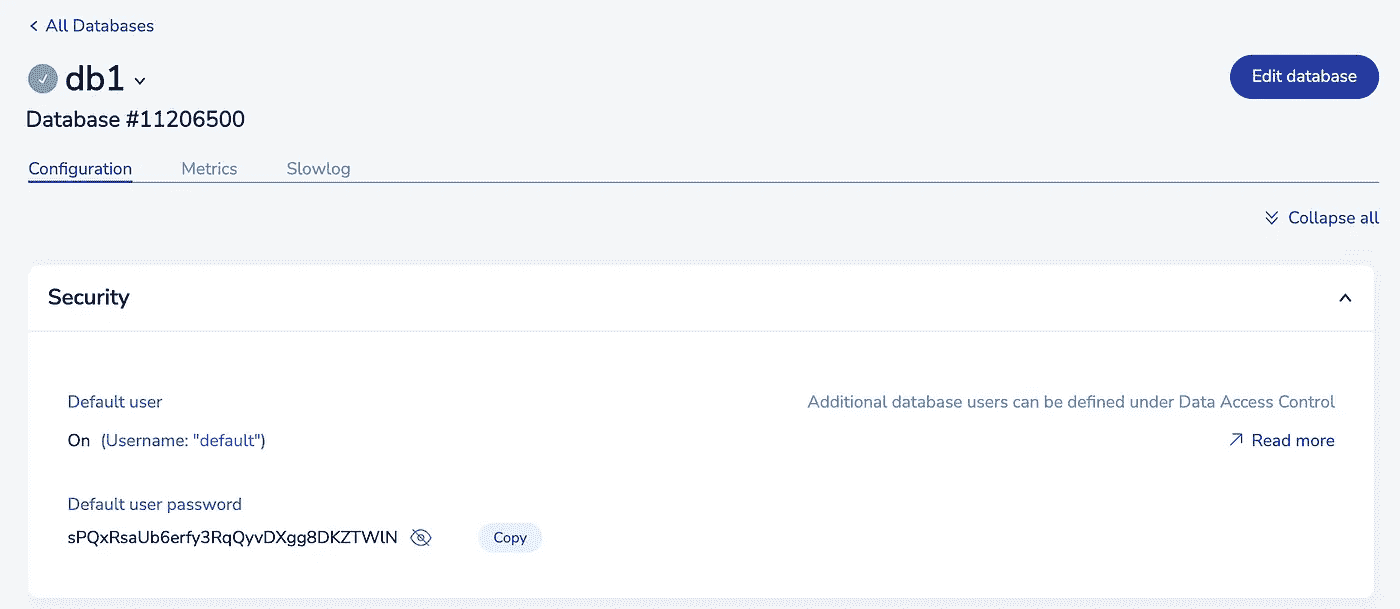 All Databases
db1
Edit database
Database #11206500
Configuration Metrics Slowlog
Collapse all
Security
Default user Additional database users can be defined under Data Access Control
On (Username: "default") Read more
Default user password
sPQxRsaUb6erfy3RqQyvDXgg8DKZTWlN Copy